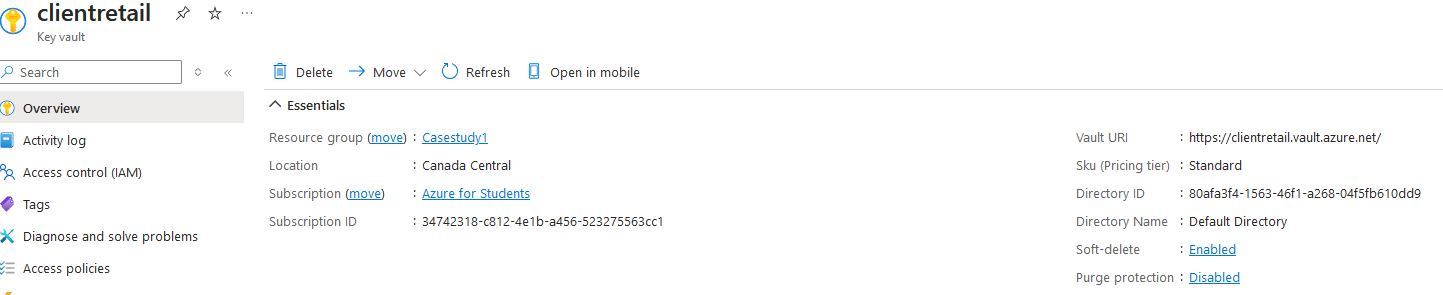 clientretail
Key vault
Search
Overview
Activity log
Access control (IAM)
Tags
Diagnose and solve problems
Access policies
Delete Move Refresh Open in mobile
Essentials
Resource group (move) : Casestudy1
Location : Canada Central
Subscription (move) : Azure for Students
Subscription ID : 34742318-c812-4e1b-a456-523275563cc1
Vault URI : https://clientretail.vault.azure.net/
Sku (Pricing tier) : Standard
Directory ID : 80afa3f4-1563-46f1-a268-04f5fb610dd9
Directory Name : Default Directory
Soft-delete : Enabled
Purge protection : Disabled